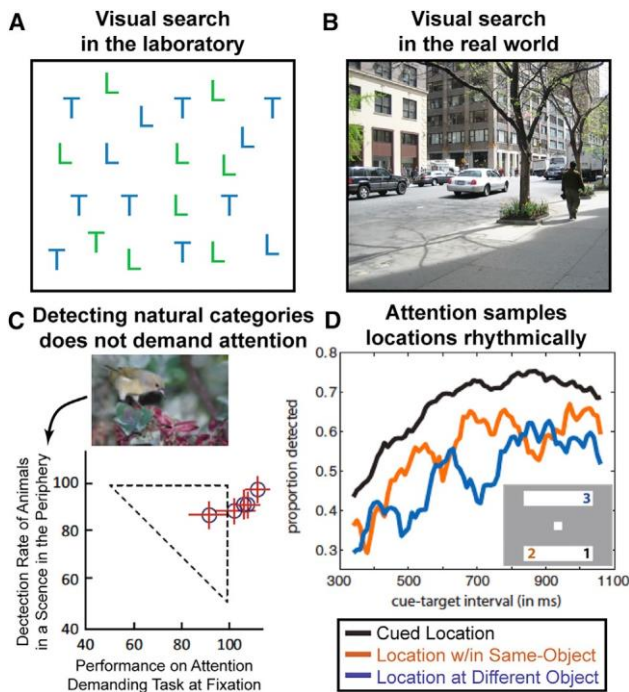 A
Visual search
in the laboratory
L L
T L T T
L
L L L L
T T L T
T T L T L L
B
Visual search
in the real world
C
Detecting natural categories
does not demand attention
Dectection Rate of Animals
in a Scence in the Periphery
100
80
60
40
40 60 80 100
Performance on Attention
Demanding Task at Fixation
D
Attention samples
locations rhythmically
proportion detected
0.8
0.7
0.6
0.5
0.4
0.3
3
2 1
300 500 700 900 1100
cue-target interval (in ms)
Cued Location
Location w/in Same-Object
Location at Different Object